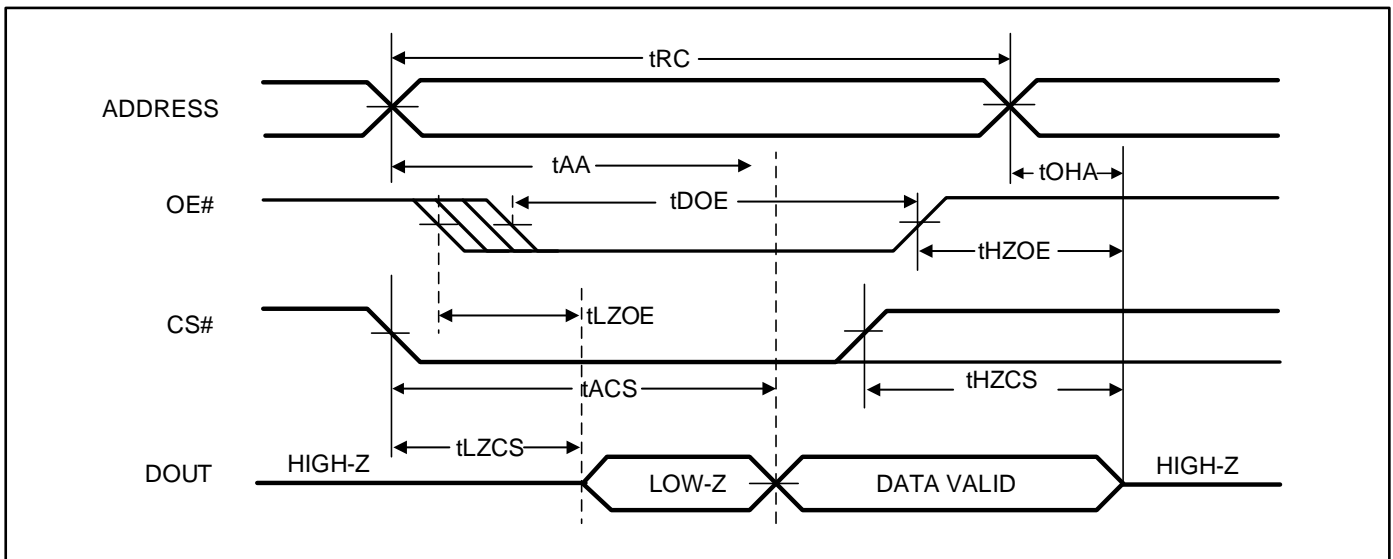 tRC
ADDRESS
tAA
tOHA
OE#
tDOE
tHZOE
CS#
tLZOE
tACS
tHZCS
tLZCS
DOUT
HIGH-Z
LOW-Z
DATA VALID
HIGH-Z